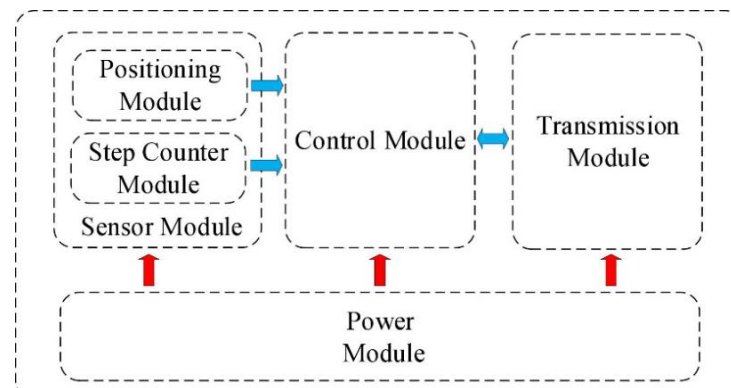 Positioning
Module
Step Counter
Module
Sensor Module
Control Module
Transmission
Module
Power
Module